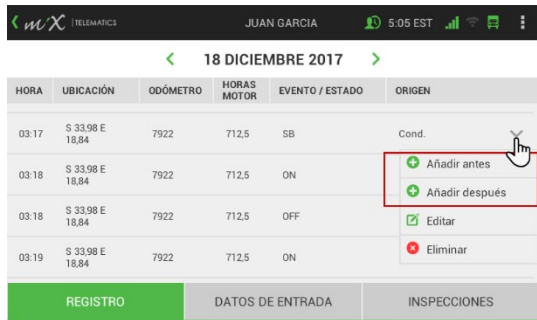 miX TELEMATICS JUAN GARCIA 5:05 EST
18 DICIEMBRE 2017
HORA UBICACIÓN ODÓMETRO HORAS MOTOR EVENTO / ESTADO ORIGEN
03:17 S 33,98 E 18,84 7922 712,5 SB Cond.
Añadir antes
03:18 S 33,98 E 18,84 7922 712,5 ON
Añadir después
03:18 S 33,98 E 18,84 7922 712,5 OFF
Editar
03:19 S 33,98 E 18,84 7922 712,5 ON
Eliminar
REGISTRO DATOS DE ENTRADA INSPECCIONES